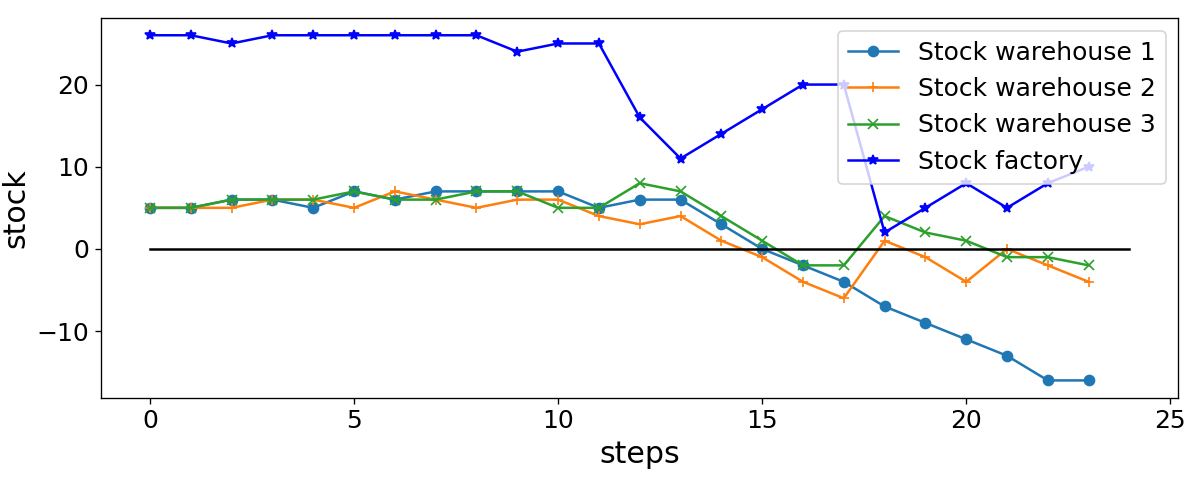 Stock warehouse 1
Stock warehouse 2
Stock warehouse 3
Stock factory
20
10
0
−10
stock
0 5 10 15 20 25
steps